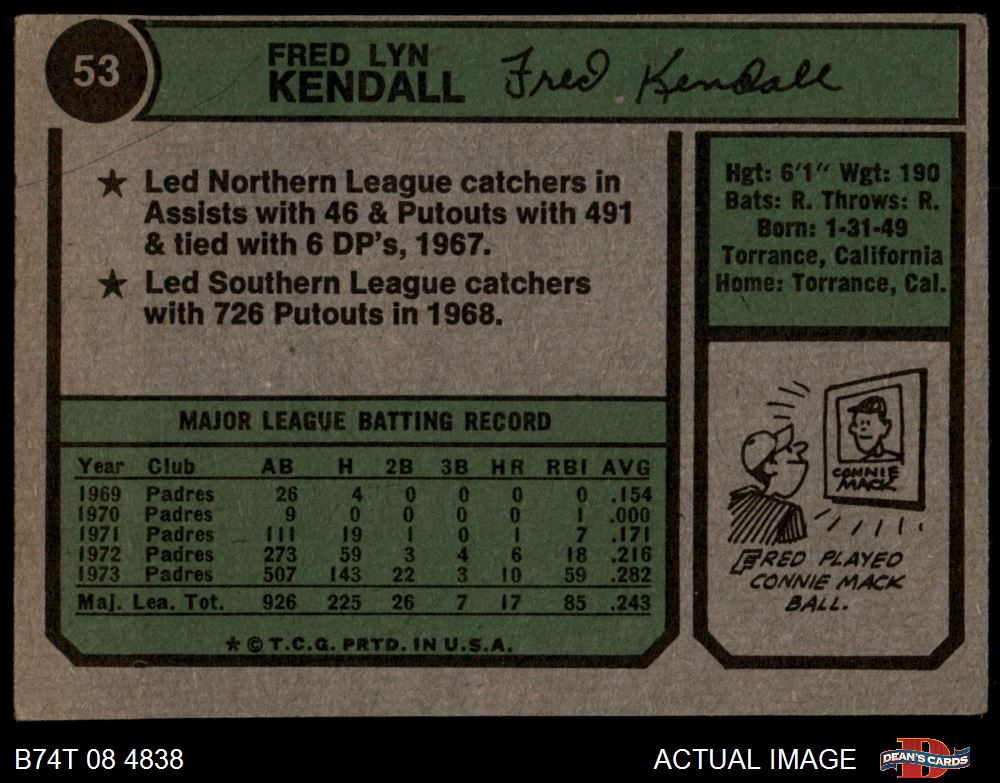 53
FRED LYN
KENDALL
Fred Kendall
★ Led Northern League catchers in
Assists with 46 & Putouts with 491
& tied with 6 DP's, 1967.
★ Led Southern League catchers
with 726 Putouts in 1968.
Hgt: 6'1" Wgt: 190
Bats: R. Throws: R.
Born: 1-31-49
Torrance, California
Home: Torrance, Cal.
MAJOR LEAGUE BATTING RECORD
Year Club AB H 2B 3B HR RBI AVG
1969 Padres 26 4 0 0 0 0 .154
1970 Padres 9 0 0 0 0 1 .000
1971 Padres 111 19 1 0 1 7 .171
1972 Padres 273 59 3 4 6 18 .216
1973 Padres 507 143 22 3 10 59 .282
Maj. Lea. Tot. 926 225 26 7 17 85 .243
* © T.C.G. PRTD. IN U.S.A.
CONNIE
MACK
FRED PLAYED
CONNIE MACK
BALL.
B74T 08 4838
ACTUAL IMAGE
DEAN'S CARDS